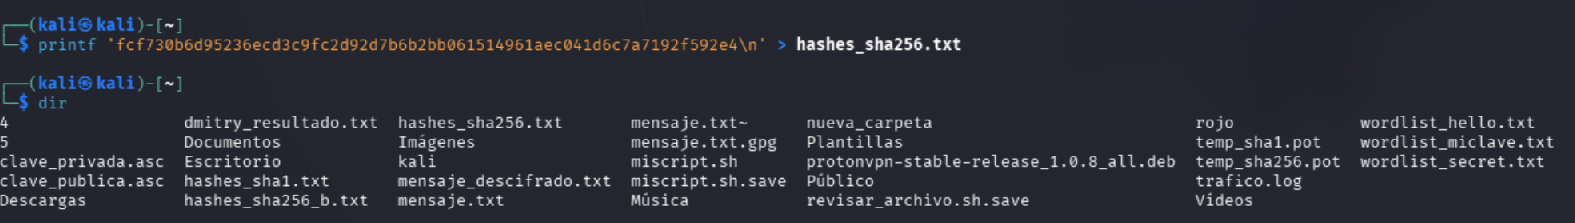 ┌──(kali㉿kali)-[~]
└─$ printf 'fcf730b6d95236ecd3c9fc2d92d7b6b2bb061514961aec041d6c7a7192f592e4\n' > hashes_sha256.txt
┌──(kali㉿kali)-[~]
└─$ dir
4 dmitry_resultado.txt hashes_sha256.txt mensaje.txt~ nueva_carpeta rojo wordlist_hello.txt
5 Documentos Imágenes mensaje.txt.gpg Plantillas temp_sha1.pot wordlist_miclave.txt
clave_privada.asc Escritorio kali miscript.sh protonvpn-stable-release_1.0.8_all.deb temp_sha256.pot wordlist_secret.txt
clave_publica.asc hashes_sha1.txt mensaje_descifrado.txt miscript.sh.save Público trafico.log
Descargas hashes_sha256_b.txt mensaje.txt Música revisar_archivo.sh.save Vídeos